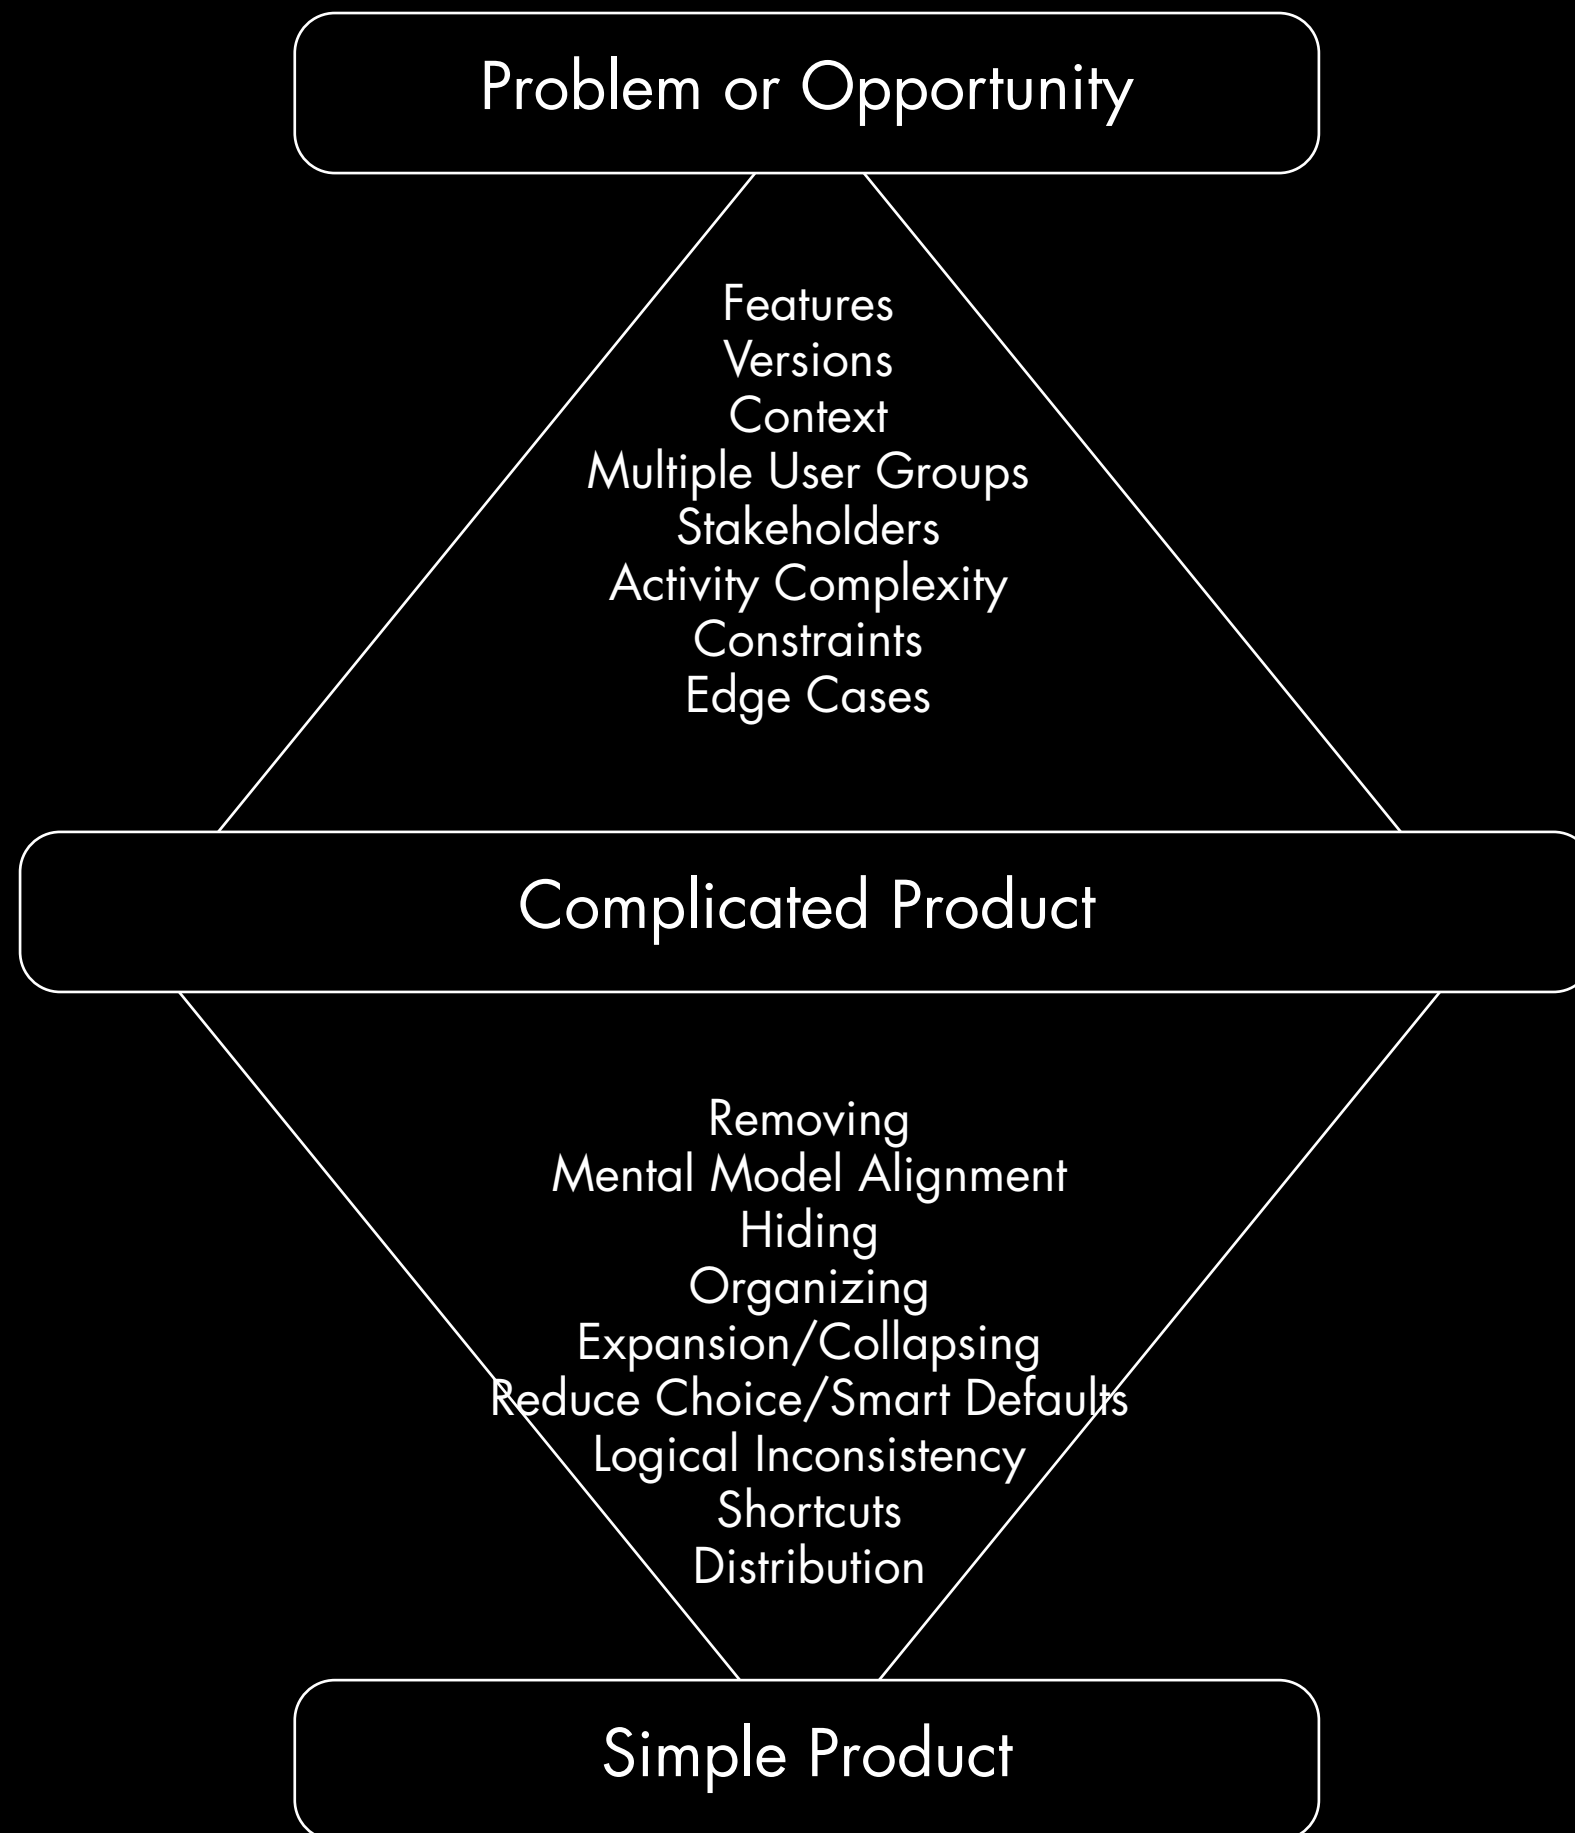 Problem or Opportunity
Features
Versions
Context
Multiple User Groups
Stakeholders
Activity Complexity
Constraints
Edge Cases
Complicated Product
Removing
Mental Model Alignment
Hiding
Organizing
Expansion/Collapsing
Reduce Choice/Smart Defaults
Logical Inconsistency
Shortcuts
Distribution
Simple Product